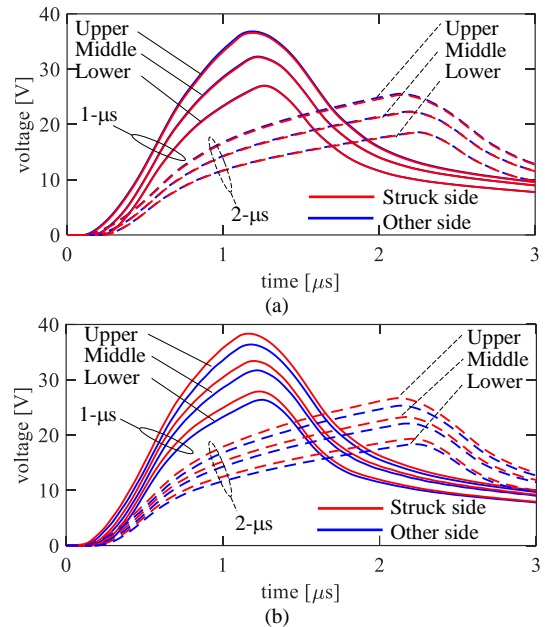 40
30
20
10
0
voltage [V]
Upper
Middle
Lower
1-μs
2-μs
Upper
Middle
Lower
Struck side
Other side
0
1
2
3
time [μs]
(a)
40
30
20
10
0
voltage [V]
Upper
Middle
Lower
1-μs
2-μs
Upper
Middle
Lower
Struck side
Other side
0
1
2
3
time [μs]
(b)